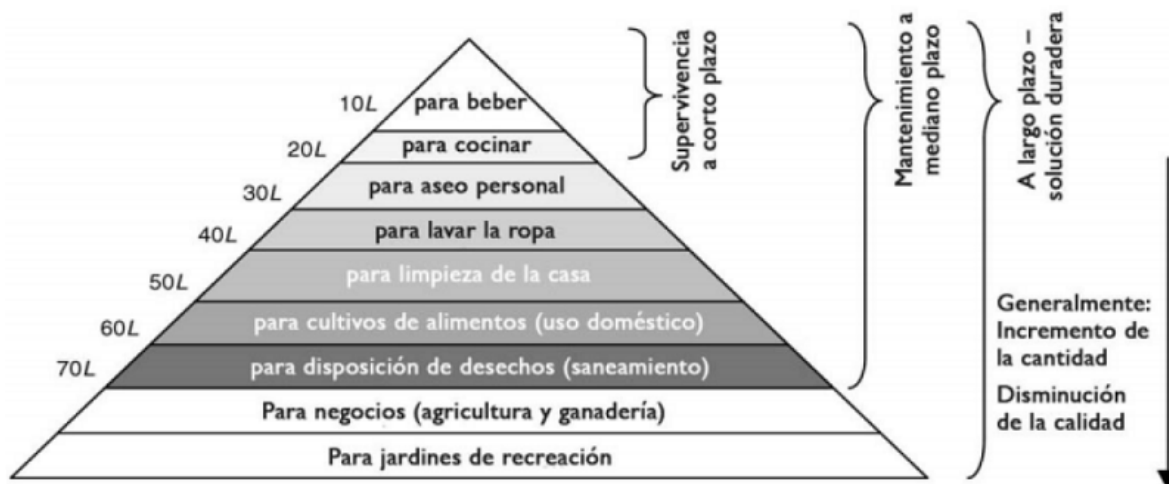 10L
para beber
20L
para cocinar
30L
para aseo personal
40L
para lavar la ropa
50L
para limpieza de la casa
60L
para cultivos de alimentos (uso doméstico)
70L
para disposición de desechos (saneamiento)
Para negocios (agricultura y ganadería)
Para jardines de recreación
Supervivencia
a corto plazo
Mantenimiento a
mediano plazo
A largo plazo –
solución duradera
Generalmente:
Incremento de
la cantidad
Disminución
de la calidad